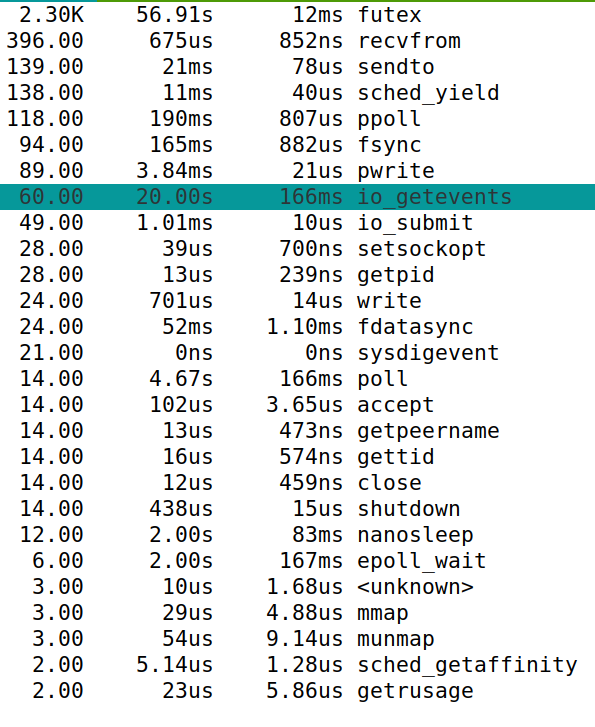 2.30K 56.91s 12ms futex
396.00 675us 852ns recvfrom
139.00 21ms 78us sendto
138.00 11ms 40us sched_yield
118.00 190ms 807us ppoll
94.00 165ms 882us fsync
89.00 3.84ms 21us pwrite
60.00 20.00s 166ms io_getevents
49.00 1.01ms 10us io_submit
28.00 39us 700ns setsockopt
28.00 13us 239ns getpid
24.00 701us 14us write
24.00 52ms 1.10ms fdatasync
21.00 0ns 0ns sysdigevent
14.00 4.67s 166ms poll
14.00 102us 3.65us accept
14.00 13us 473ns getpeername
14.00 16us 574ns gettid
14.00 12us 459ns close
14.00 438us 15us shutdown
12.00 2.00s 83ms nanosleep
6.00 2.00s 167ms epoll_wait
3.00 10us 1.68us <unknown>
3.00 29us 4.88us mmap
3.00 54us 9.14us munmap
2.00 5.14us 1.28us sched_getaffinity
2.00 23us 5.86us getrusage